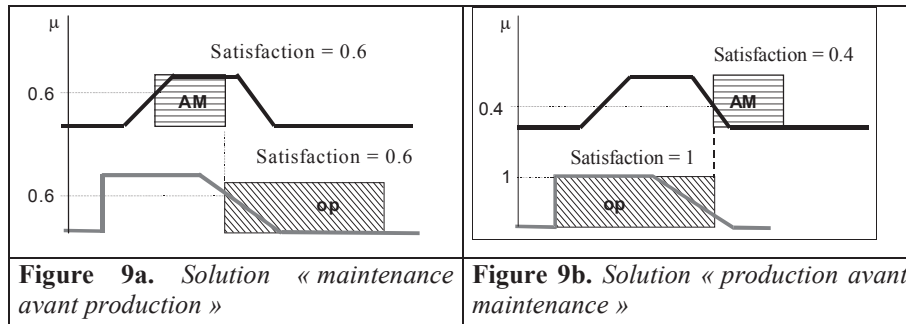 μ
Satisfaction = 0.6
0.6
AM
Satisfaction = 0.6
0.6
op
Figure 9a. Solution « maintenance
avant production »
μ
Satisfaction = 0.4
0.4
AM
Satisfaction = 1
1
op
Figure 9b. Solution « production avant
maintenance »